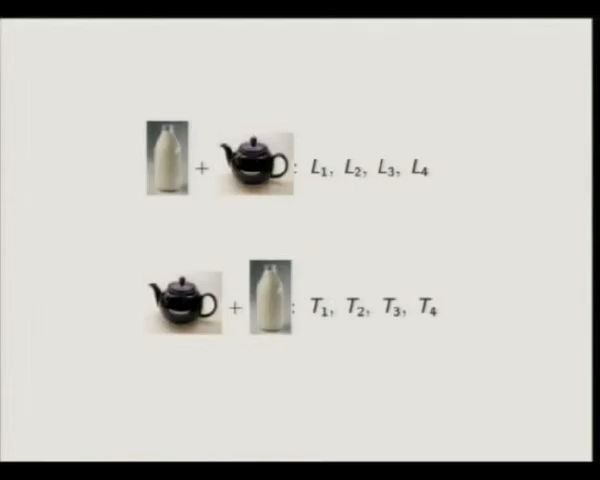 + : L₁, L₂, L₃, L₄
+ : T₁, T₂, T₃, T₄